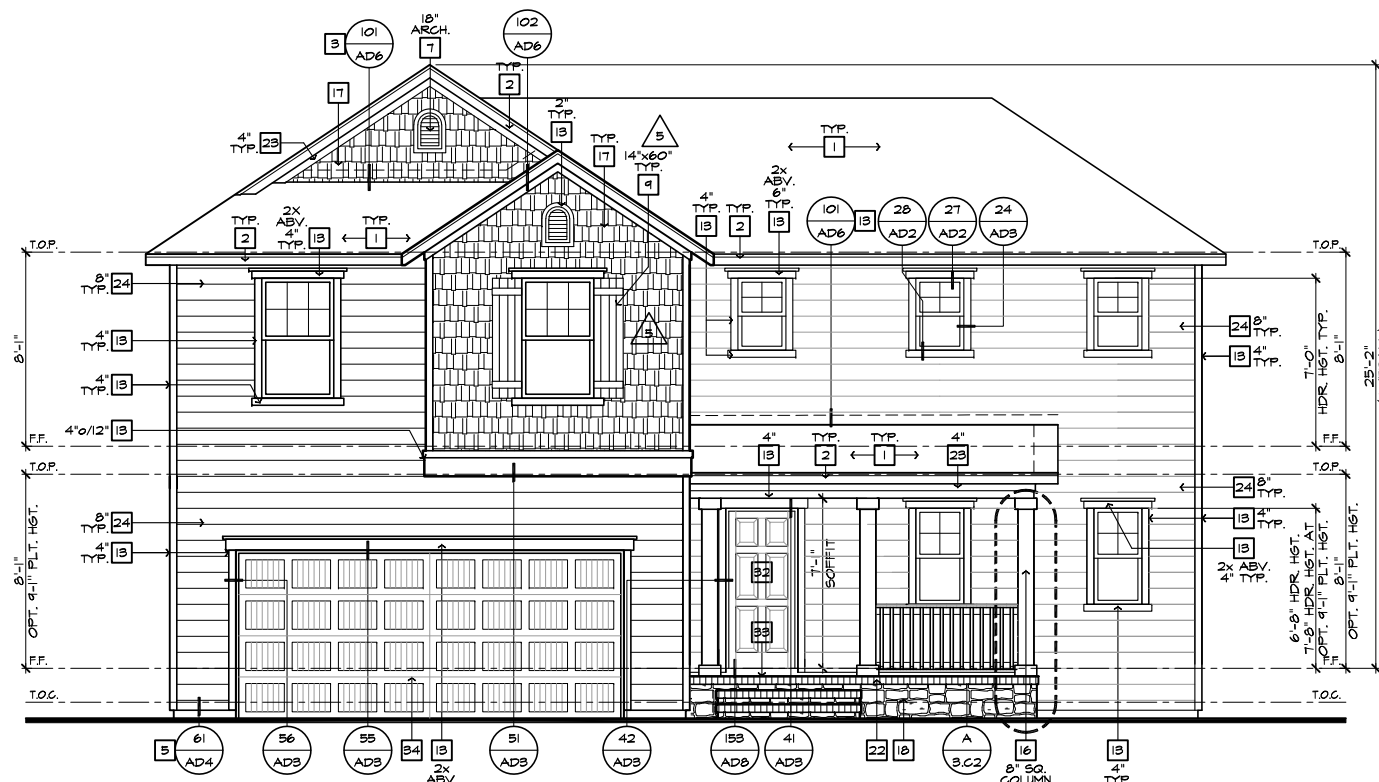 18"
ARCH.
7
3
101
AD6
102
AD6
TYP.
2
17
4"
TYP.
23
2"
TYP.
13
TYP.
17
5
14"x60"
TYP.
9
TYP.
1
2x
ABV.
6"
TYP.
13
4"
TYP.
13
TYP.
2
101
AD6
13
28
AD2
27
AD2
24
AD3
TYP.
2
2x
ABV.
4"
TYP.
13
TYP.
1
T.O.P.
T.O.P.
8"
TYP.
24
4"
TYP.
13
4"
TYP.
13
8'-1"
5
24
8"
TYP.
13
4"
TYP.
7'-0"
HDR. HGT. TYP.
8'-1"
25'-2"
4"o/12"
13
F.F.
F.F.
T.O.P.
T.O.P.
4"
13
TYP.
2
TYP.
1
4"
23
24
8"
TYP.
8"
TYP.
24
4"
TYP.
13
13
4"
TYP.
13
2x ABV.
4" TYP.
8'-1"
OPT. 9'-1" PLT. HGT.
7'-1"
SOFFIT
32
33
6'-8" HDR. HGT.
7'-8" HDR. HGT. AT
OPT. 9'-1" PLT. HGT.
8'-1"
OPT. 9'-1" PLT. HGT.
F.F.
F.F.
T.O.C.
T.O.C.
5
61
AD4
56
AD3
55
AD3
34
13
2x
ABV
51
AD3
42
AD3
153
AD8
41
AD3
22
18
A
3.C2
16
8" SQ.
COLUMN
13
4"
TYP